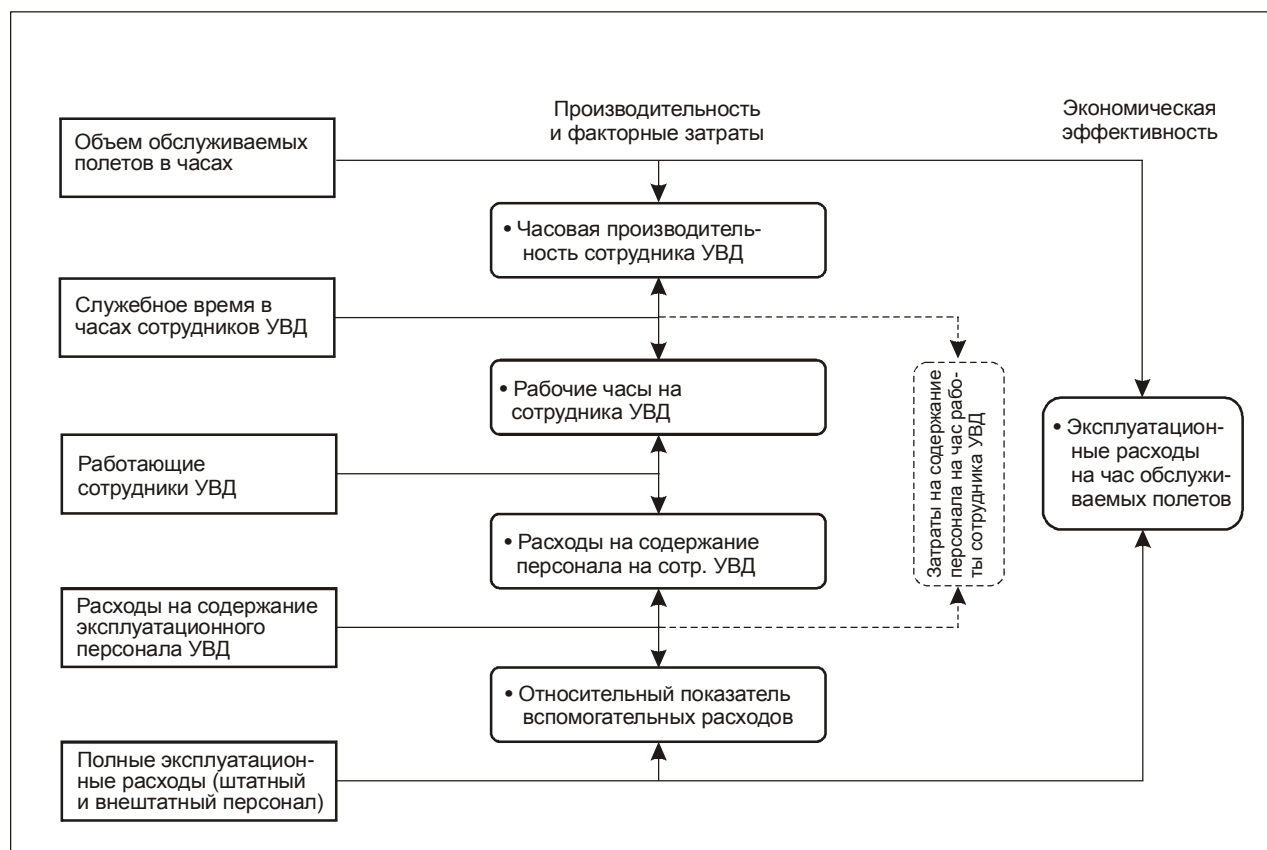 Производительность
и факторные затраты
Экономическая
эффективность
Объем обслуживаемых
полетов в часах
• Часовая производитель-
ность сотрудника УВД
Служебное время в
часах сотрудников УВД
• Рабочие часы на
сотрудника УВД
Затраты на содержание
персонала на час рабо-
ты сотрудника УВД
• Эксплуатацион-
ные расходы
на час обслужи-
ваемых полетов
Работающие
сотрудники УВД
• Расходы на содержание
персонала на сотр. УВД
Расходы на содержание
эксплуатационного
персонала УВД
• Относительный показатель
вспомогательных расходов
Полные эксплуатацион-
ные расходы (штатный
и внештатный персонал)